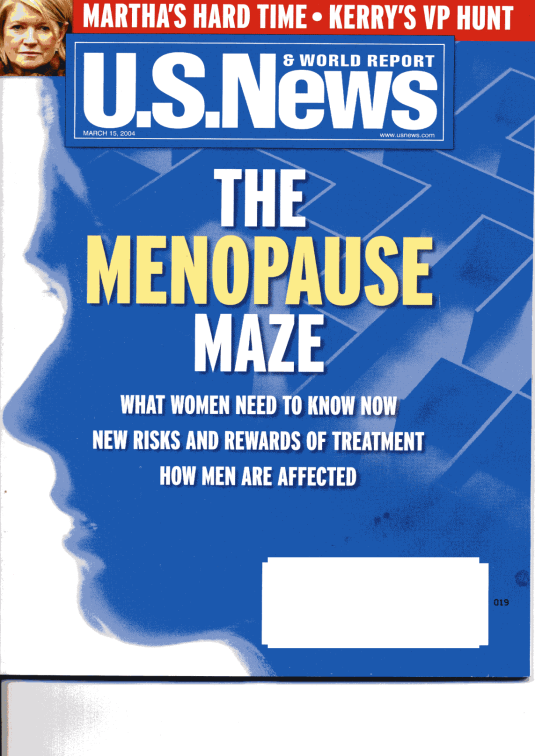 MARTHA'S HARD TIME • KERRY'S VP HUNT
& WORLD REPORT
U.S.News
MARCH 15, 2004
www.usnews.com
THE
MENOPAUSE
MAZE
WHAT WOMEN NEED TO KNOW NOW
NEW RISKS AND REWARDS OF TREATMENT
HOW MEN ARE AFFECTED
019